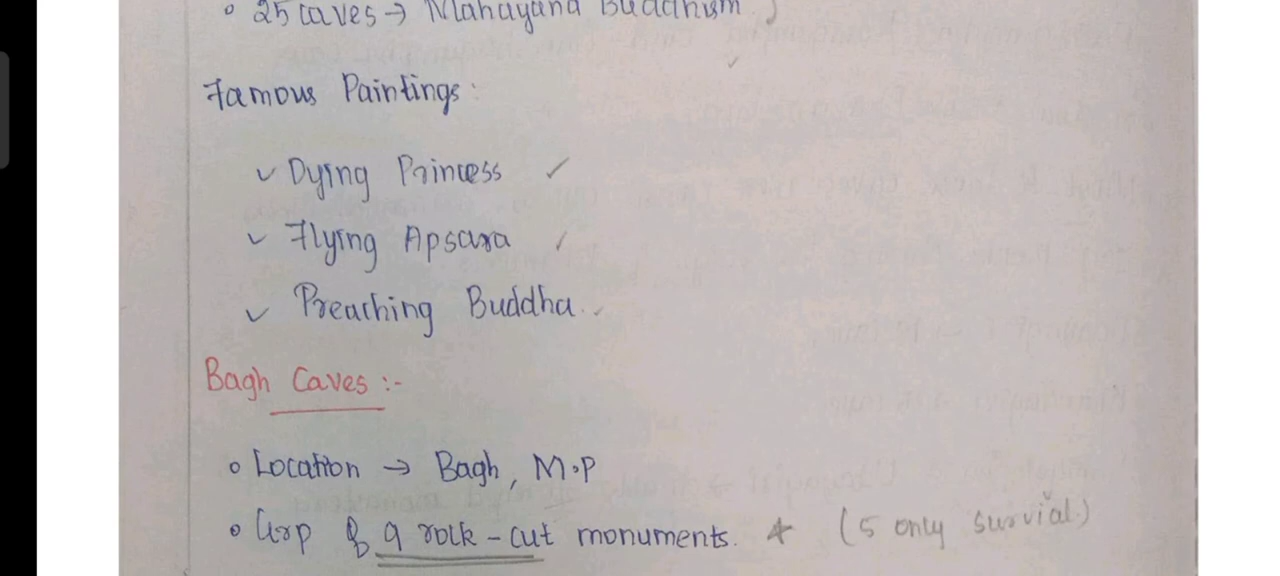 • 25 caves → Mahayana Buddhism
Famous Paintings:
✓ Dying Princess ✓
✓ Flying Apsara ✓
✓ Preaching Buddha ✓
Bagh Caves :-
• Location → Bagh, M.P
• Grp of 9 rock-cut monuments. (5 only survial)